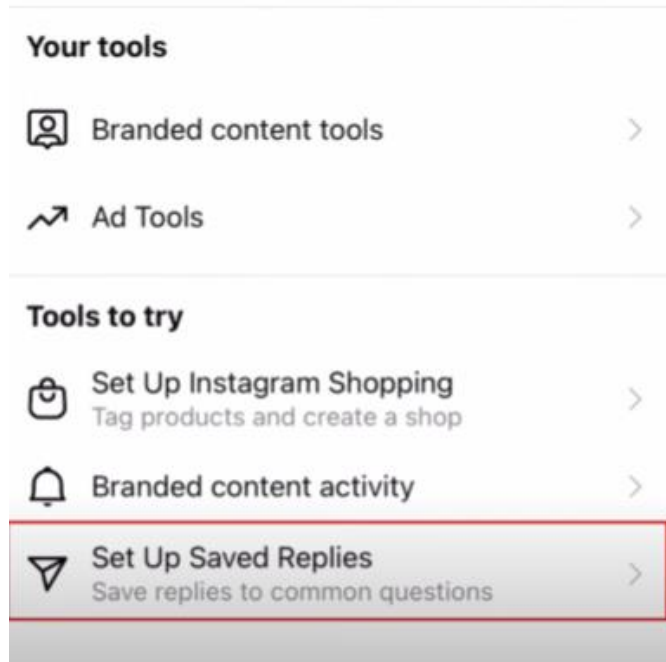 Your tools
Branded content tools
Ad Tools
Tools to try
Set Up Instagram Shopping
Tag products and create a shop
Branded content activity
Set Up Saved Replies
Save replies to common questions